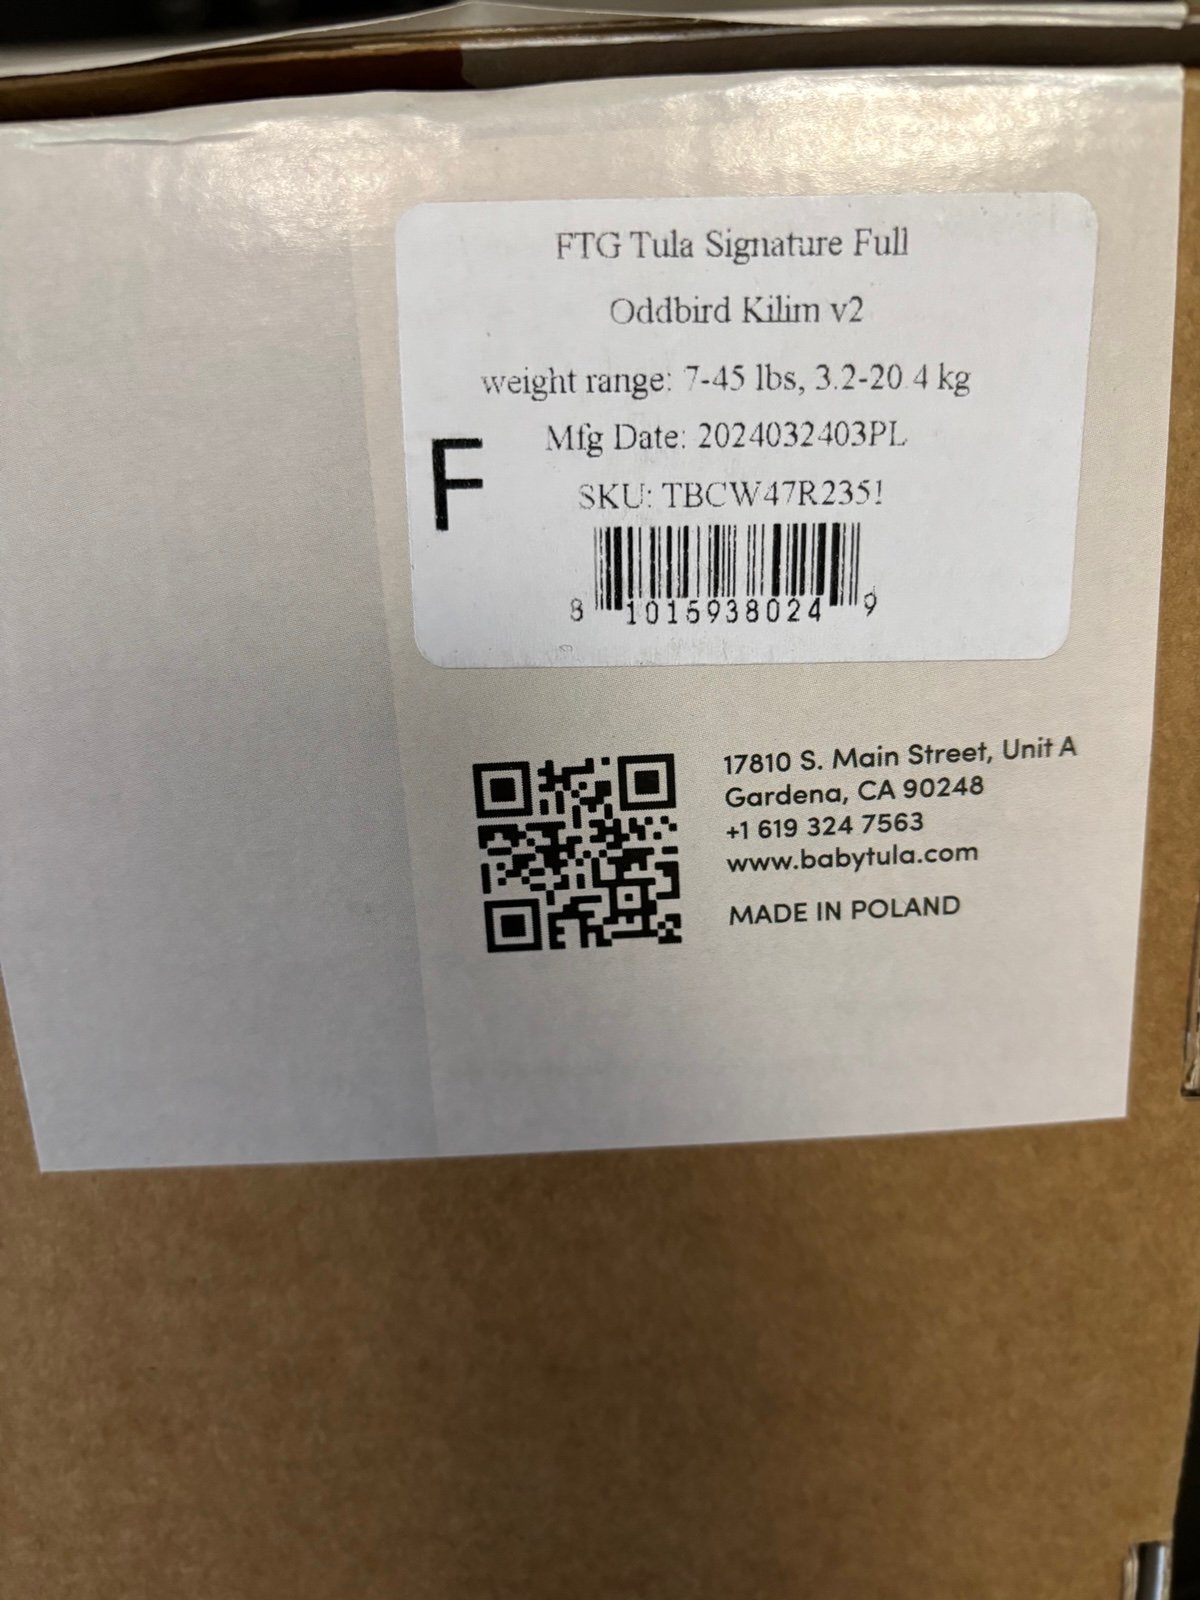 FTG Tula Signature Full
Oddbird Kilim v2
weight range: 7-45 lbs, 3.2-20.4 kg
Mfg Date: 2024032403PL
F
SKU: TBCW47R235!
8 1015938024 9
17810 S. Main Street, Unit A
Gardena, CA 90248
+1 619 324 7563
www.babytula.com
MADE IN POLAND